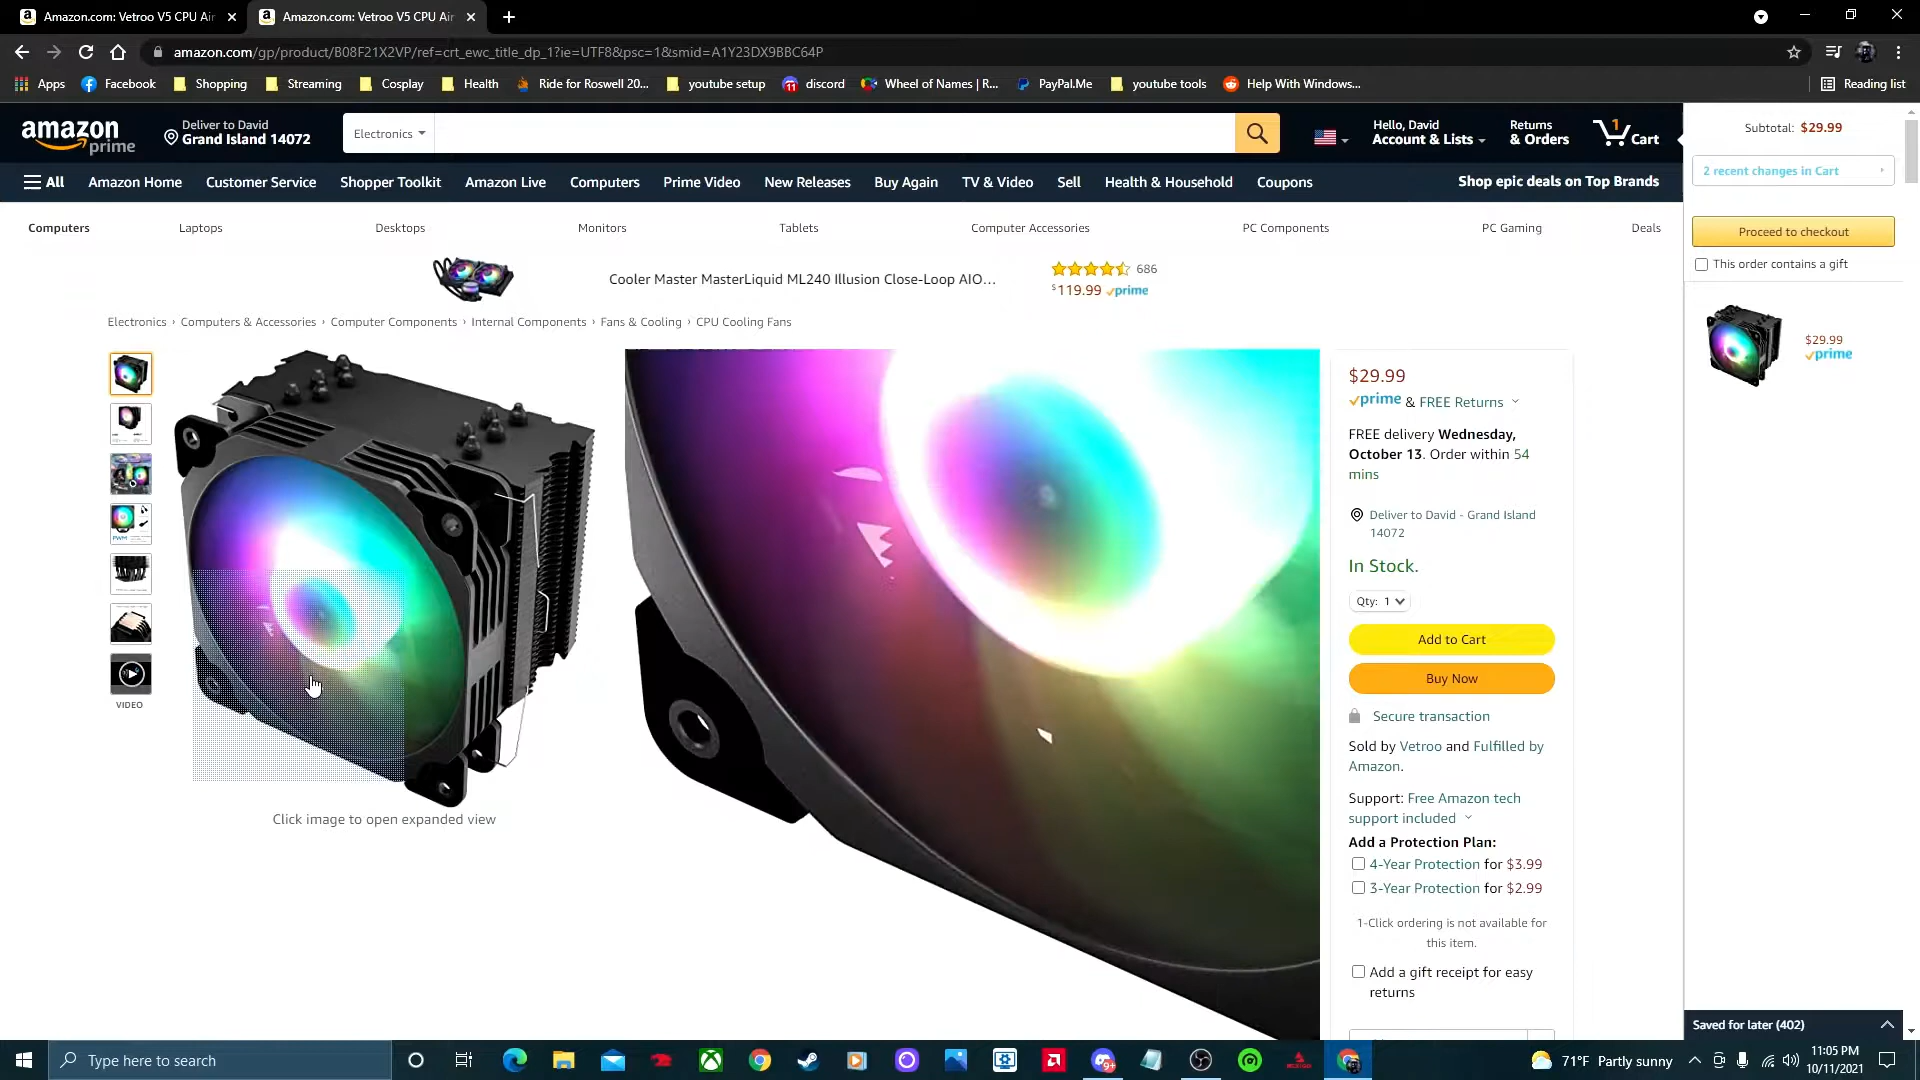 Amazon.com: Vetroo V5 CPU Air
Amazon.com: Vetroo V5 CPU Air
amazon.com/gp/product/B08F21X2VP/ref=crt_ewc_title_dp_1?ie=UTF8&psc=1&smid=A1Y23DX9BBC64P
Apps Facebook Shopping Streaming Cosplay Health Ride for Roswell 20... youtube setup discord Wheel of Names | R... PayPal.Me youtube tools Help With Windows... Reading list
amazon prime
Deliver to David
Grand Island 14072
Electronics
Hello, David
Account & Lists
Returns
& Orders
1
Cart
All Amazon Home Customer Service Shopper Toolkit Amazon Live Computers Prime Video New Releases Buy Again TV & Video Sell Health & Household Coupons Shop epic deals on Top Brands
Computers Laptops Desktops Monitors Tablets Computer Accessories PC Components PC Gaming Deals
Cooler Master MasterLiquid ML240 Illusion Close-Loop AIO...
686
$119.99 prime
Electronics › Computers & Accessories › Computer Components › Internal Components › Fans & Cooling › CPU Cooling Fans
PWM
VIDEO
Click image to open expanded view
$29.99
prime & FREE Returns
FREE delivery Wednesday,
October 13. Order within 54
mins
Deliver to David - Grand Island
14072
In Stock.
Qty: 1
Add to Cart
Buy Now
Secure transaction
Sold by Vetroo and Fulfilled by
Amazon.
Support: Free Amazon tech
support included
Add a Protection Plan:
4-Year Protection for $3.99
3-Year Protection for $2.99
1-Click ordering is not available for
this item.
Add a gift receipt for easy
returns
Subtotal: $29.99
2 recent changes in Cart
Proceed to checkout
This order contains a gift
$29.99
prime
Saved for later (402)
Type here to search
9+
71°F Partly sunny
11:05 PM
10/11/2021